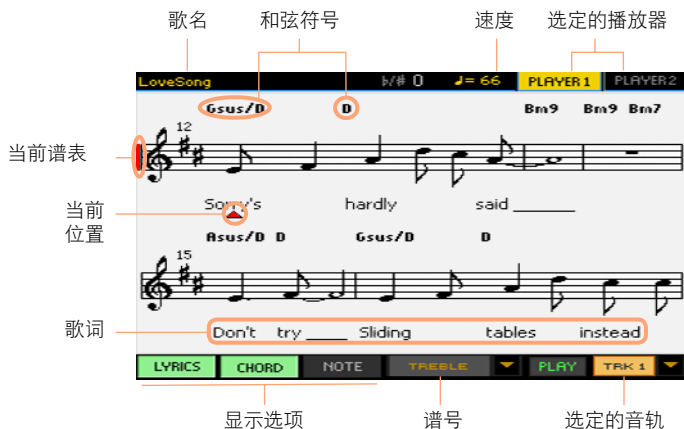 歌名 和弦符号 速度 选定的播放器
LoveSong ♭/# 0 ♩= 66 PLAYER 1 PLAYER2
Gsus/D D Bm9 Bm9 Bm7
12
当前谱表
Sorry's hardly said _____
当前
位置
Asus/D D Gsus/D D
15
歌词
Don't try ____ Sliding tables instead
LYRICS CHORD NOTE TREBLE PLAY TRK 1
显示选项 谱号 选定的音轨